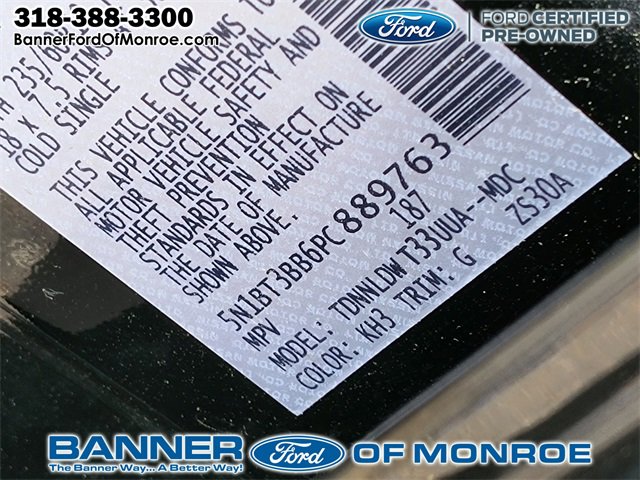 318-388-3300
BannerFordOfMonroe.com
Ford
FORD CERTIFIED
PRE-OWNED
18 X 7.5 RIMS
COLD SINGLE
THIS VEHICLE CONFORMS TO
ALL APPLICABLE FEDERAL
MOTOR VEHICLE SAFETY AND
THEFT PREVENTION
STANDARDS IN EFFECT ON
THE DATE OF MANUFACTURE
SHOWN ABOVE.
5N1BT3BB6PC889763
MPV 187
MODEL: TDNNLDW T33UUA--MDC
COLOR: KH3 TRIM: G ZS30A
BANNER Ford OF MONROE
The Banner Way... A Better Way!